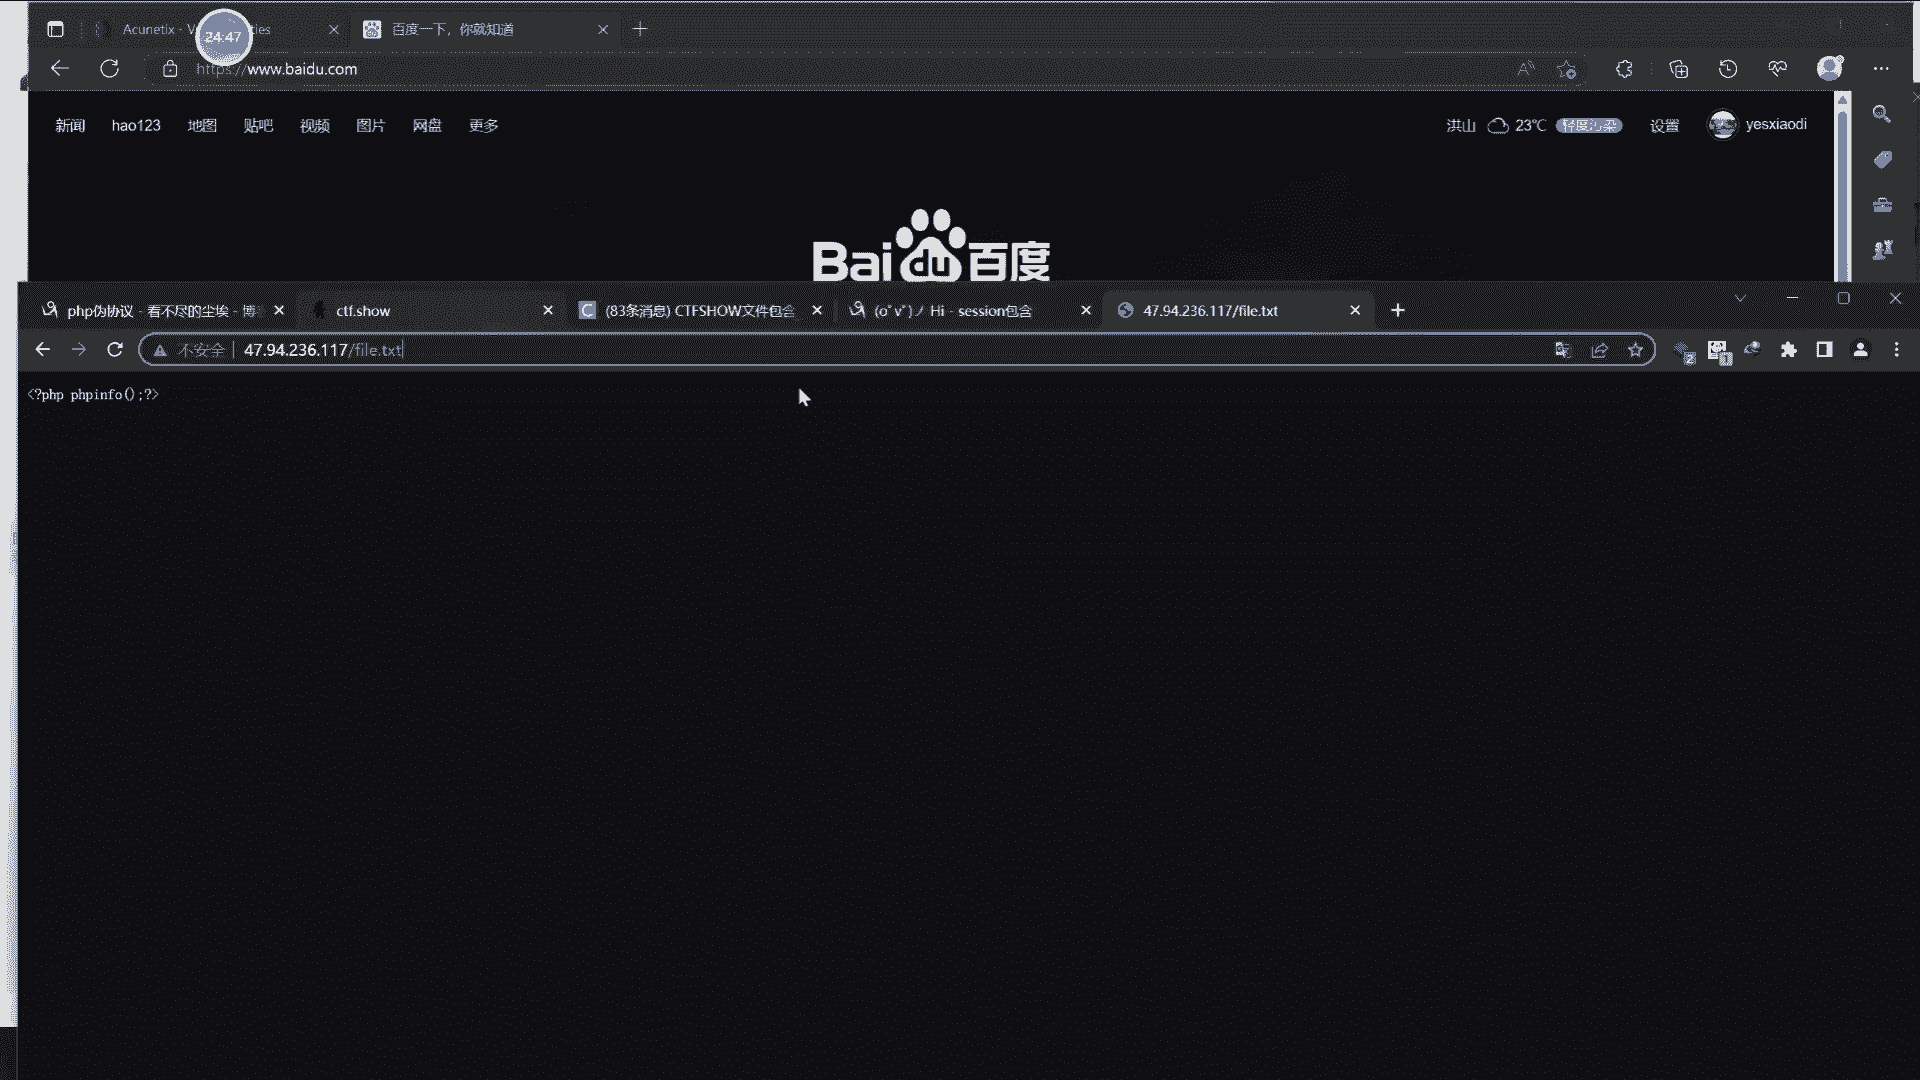 Acunetix - V
ties
24:47
百度一下，你就知道
https://www.baidu.com
新闻 hao123 地图 贴吧 视频 图片 网盘 更多
洪山 23℃ 轻度污染 设置 yesxiaodi
Bai du 百度
php伪协议 - 看不尽的尘埃 - 博
ctf.show
C (83条消息) CTFSHOW文件包含
(o゚v゚)ノ Hi - session包含
47.94.236.117/file.txt
不安全 47.94.236.117/file.txt
2
1
<?php phpinfo();?>